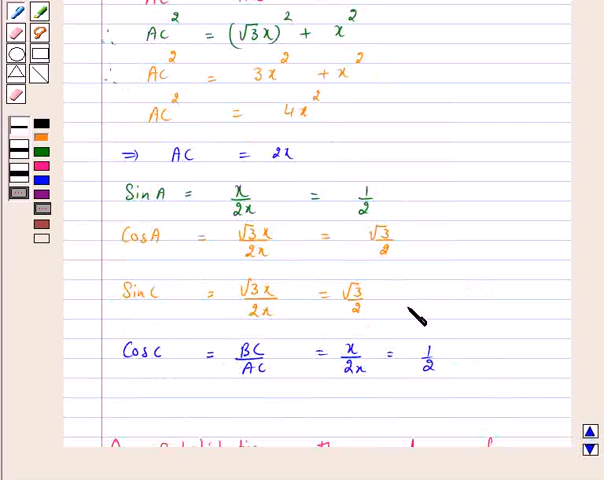 ∴ AC² = (√3x)² + x²
∴ AC² = 3x² + x²
AC² = 4x²
⇒ AC = 2x
Sin A = x/2x = 1/2
Cos A = √3x/2x = √3/2
Sin C = √3x/2x = √3/2
Cos C = BC/AC = x/2x = 1/2